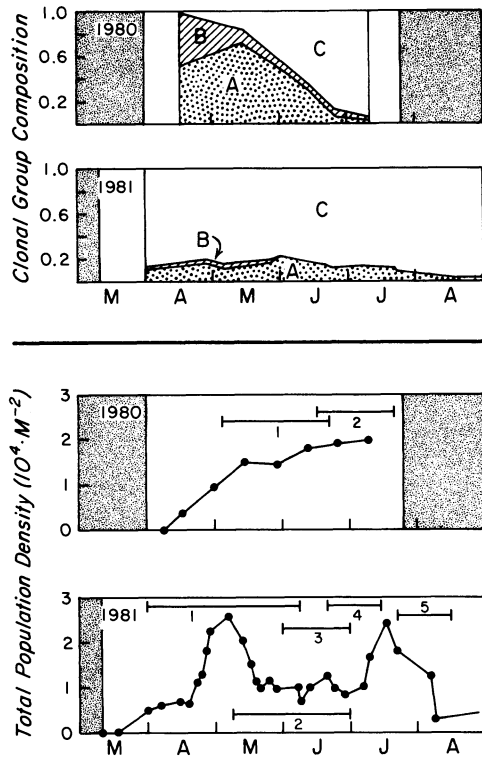 Clonal Group Composition
1.0
0.6
0.2
1980
B
C
A
1.0
0.6
0.2
1981
C
B
A
M A M J J A
Total Population Density (10⁴·M⁻²)
3
2
1
0
1980
1
2
3
2
1
0
1981
1
4
5
3
2
M A M J J A